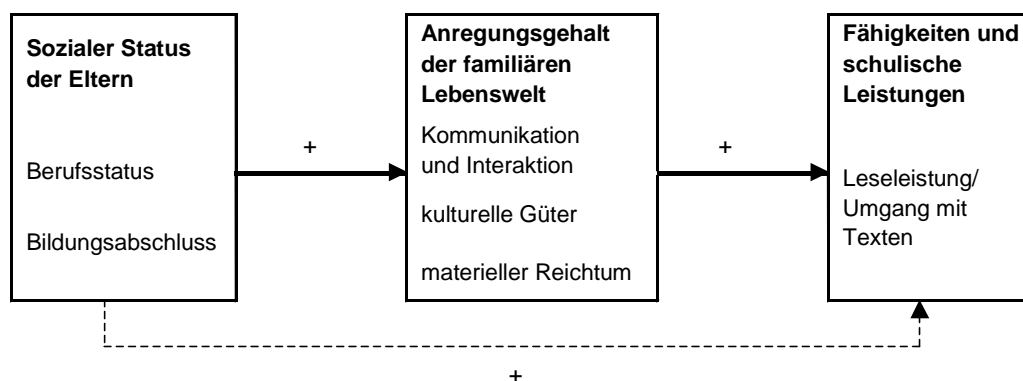 Sozialer Status
der Eltern
Berufsstatus
Bildungsabschluss
+
Anregungsgehalt
der familiären
Lebenswelt
Kommunikation
und Interaktion
kulturelle Güter
materieller Reichtum
+
Fähigkeiten und
schulische
Leistungen
Leseleistung/
Umgang mit
Texten
+